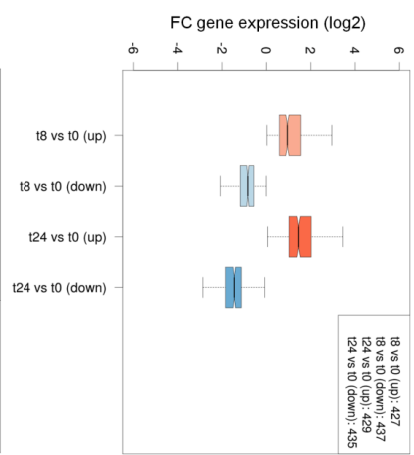 FC gene expression (log2)
-6 -4 -2 0 2 4 6
t8 vs t0 (up)
t8 vs t0 (down)
t24 vs t0 (up)
t24 vs t0 (down)
t8 vs t0 (up): 427
t8 vs t0 (down): 437
t24 vs t0 (up): 429
t24 vs t0 (down): 435